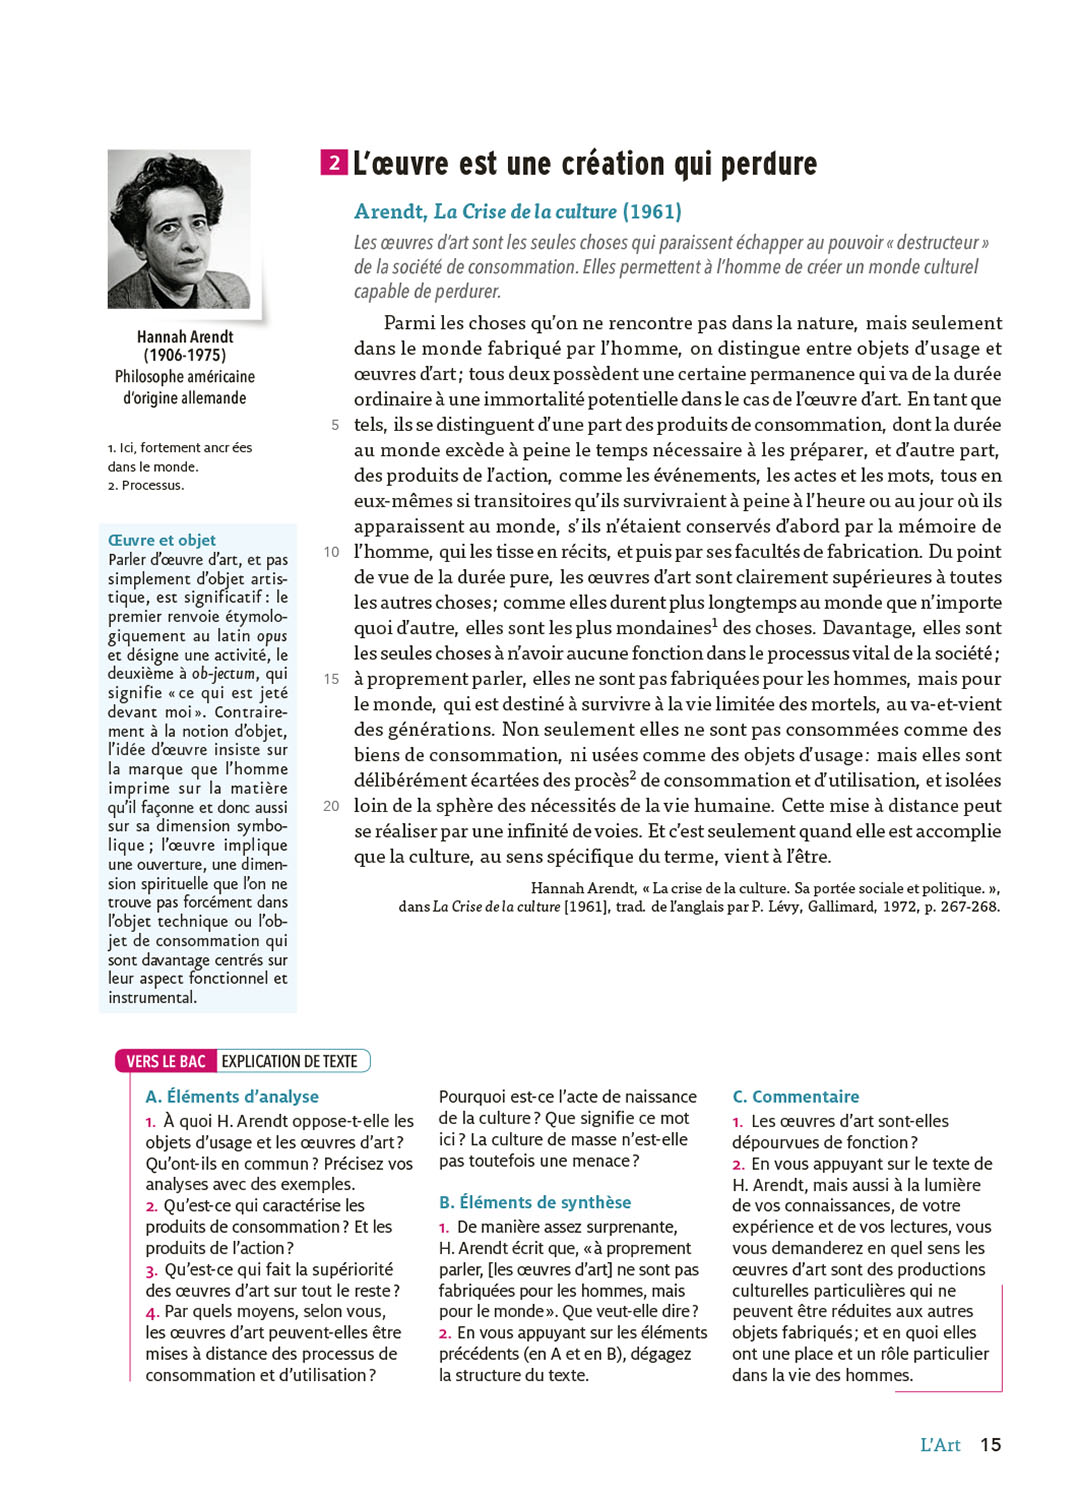 2 L'œuvre est une création qui perdure
Arendt, La Crise de la culture (1961)
Les œuvres d'art sont les seules choses qui paraissent échapper au pouvoir « destructeur »
de la société de consommation. Elles permettent à l'homme de créer un monde culturel
capable de perdurer.
Parmi les choses qu'on ne rencontre pas dans la nature, mais seulement
dans le monde fabriqué par l'homme, on distingue entre objets d'usage et
œuvres d'art ; tous deux possèdent une certaine permanence qui va de la durée
ordinaire à une immortalité potentielle dans le cas de l'œuvre d'art. En tant que
5 tels, ils se distinguent d'une part des produits de consommation, dont la durée
au monde excède à peine le temps nécessaire à les préparer, et d'autre part,
des produits de l'action, comme les événements, les actes et les mots, tous en
eux-mêmes si transitoires qu'ils survivraient à peine à l'heure ou au jour où ils
apparaissent au monde, s'ils n'étaient conservés d'abord par la mémoire de
10 l'homme, qui les tisse en récits, et puis par ses facultés de fabrication. Du point
de vue de la durée pure, les œuvres d'art sont clairement supérieures à toutes
les autres choses ; comme elles durent plus longtemps au monde que n'importe
quoi d'autre, elles sont les plus mondaines1 des choses. Davantage, elles sont
les seules choses à n'avoir aucune fonction dans le processus vital de la société ;
15 à proprement parler, elles ne sont pas fabriquées pour les hommes, mais pour
le monde, qui est destiné à survivre à la vie limitée des mortels, au va-et-vient
des générations. Non seulement elles ne sont pas consommées comme des
biens de consommation, ni usées comme des objets d'usage : mais elles sont
délibérément écartées des procès2 de consommation et d'utilisation, et isolées
20 loin de la sphère des nécessités de la vie humaine. Cette mise à distance peut
se réaliser par une infinité de voies. Et c'est seulement quand elle est accomplie
que la culture, au sens spécifique du terme, vient à l'être.
Hannah Arendt, « La crise de la culture. Sa portée sociale et politique. »,
dans La Crise de la culture [1961], trad. de l'anglais par P. Lévy, Gallimard, 1972, p. 267-268.
Hannah Arendt
(1906-1975)
Philosophe américaine
d'origine allemande
1. Ici, fortement ancr ées
dans le monde.
2. Processus.
Œuvre et objet
Parler d'œuvre d'art, et pas
simplement d'objet artis-
tique, est significatif : le
premier renvoie étymolo-
giquement au latin opus
et désigne une activité, le
deuxième à ob-jectum, qui
signifie « ce qui est jeté
devant moi ». Contraire-
ment à la notion d'objet,
l'idée d'œuvre insiste sur
la marque que l'homme
imprime sur la matière
qu'il façonne et donc aussi
sur sa dimension symbo-
lique ; l'œuvre implique
une ouverture, une dimen-
sion spirituelle que l'on ne
trouve pas forcément dans
l'objet technique ou l'ob-
jet de consommation qui
sont davantage centrés sur
leur aspect fonctionnel et
instrumental.
VERS LE BAC EXPLICATION DE TEXTE
A. Éléments d'analyse
1. À quoi H. Arendt oppose-t-elle les
objets d'usage et les œuvres d'art ?
Qu'ont-ils en commun ? Précisez vos
analyses avec des exemples.
2. Qu'est-ce qui caractérise les
produits de consommation ? Et les
produits de l'action ?
3. Qu'est-ce qui fait la supériorité
des œuvres d'art sur tout le reste ?
4. Par quels moyens, selon vous,
les œuvres d'art peuvent-elles être
mises à distance des processus de
consommation et d'utilisation ?
Pourquoi est-ce l'acte de naissance
de la culture ? Que signifie ce mot
ici ? La culture de masse n'est-elle
pas toutefois une menace ?
B. Éléments de synthèse
1. De manière assez surprenante,
H. Arendt écrit que, « à proprement
parler, [les œuvres d'art] ne sont pas
fabriquées pour les hommes, mais
pour le monde ». Que veut-elle dire ?
2. En vous appuyant sur les éléments
précédents (en A et en B), dégagez
la structure du texte.
C. Commentaire
1. Les œuvres d'art sont-elles
dépourvues de fonction ?
2. En vous appuyant sur le texte de
H. Arendt, mais aussi à la lumière
de vos connaissances, de votre
expérience et de vos lectures, vous
vous demanderez en quel sens les
œuvres d'art sont des productions
culturelles particulières qui ne
peuvent être réduites aux autres
objets fabriqués ; et en quoi elles
ont une place et un rôle particulier
dans la vie des hommes.
L'Art 15